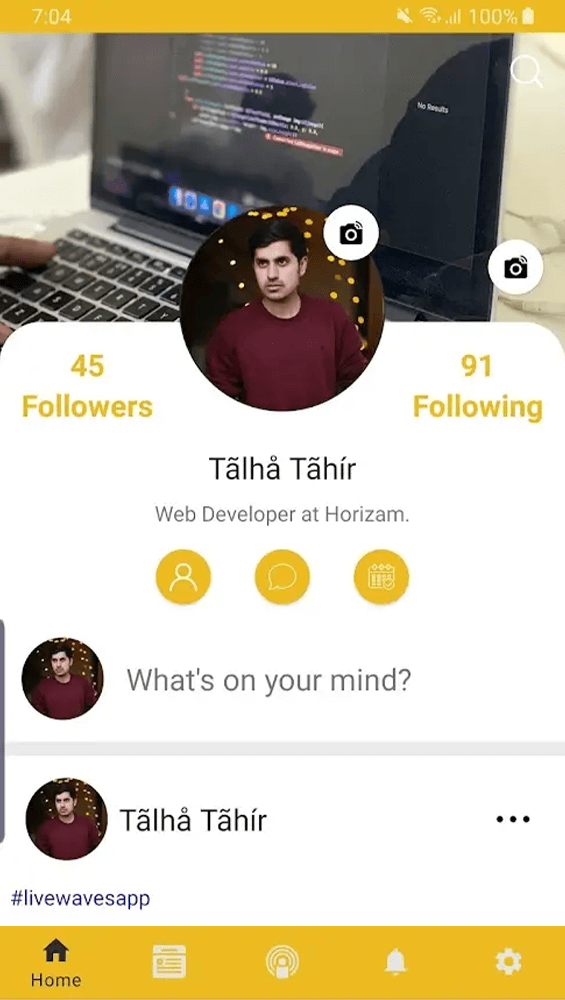 7:04
100%
No Results
45
Followers
91
Following
Tãlhå Tãhír
Web Developer at Horizam.
What's on your mind?
Tãlhå Tãhír
#livewavesapp
Home